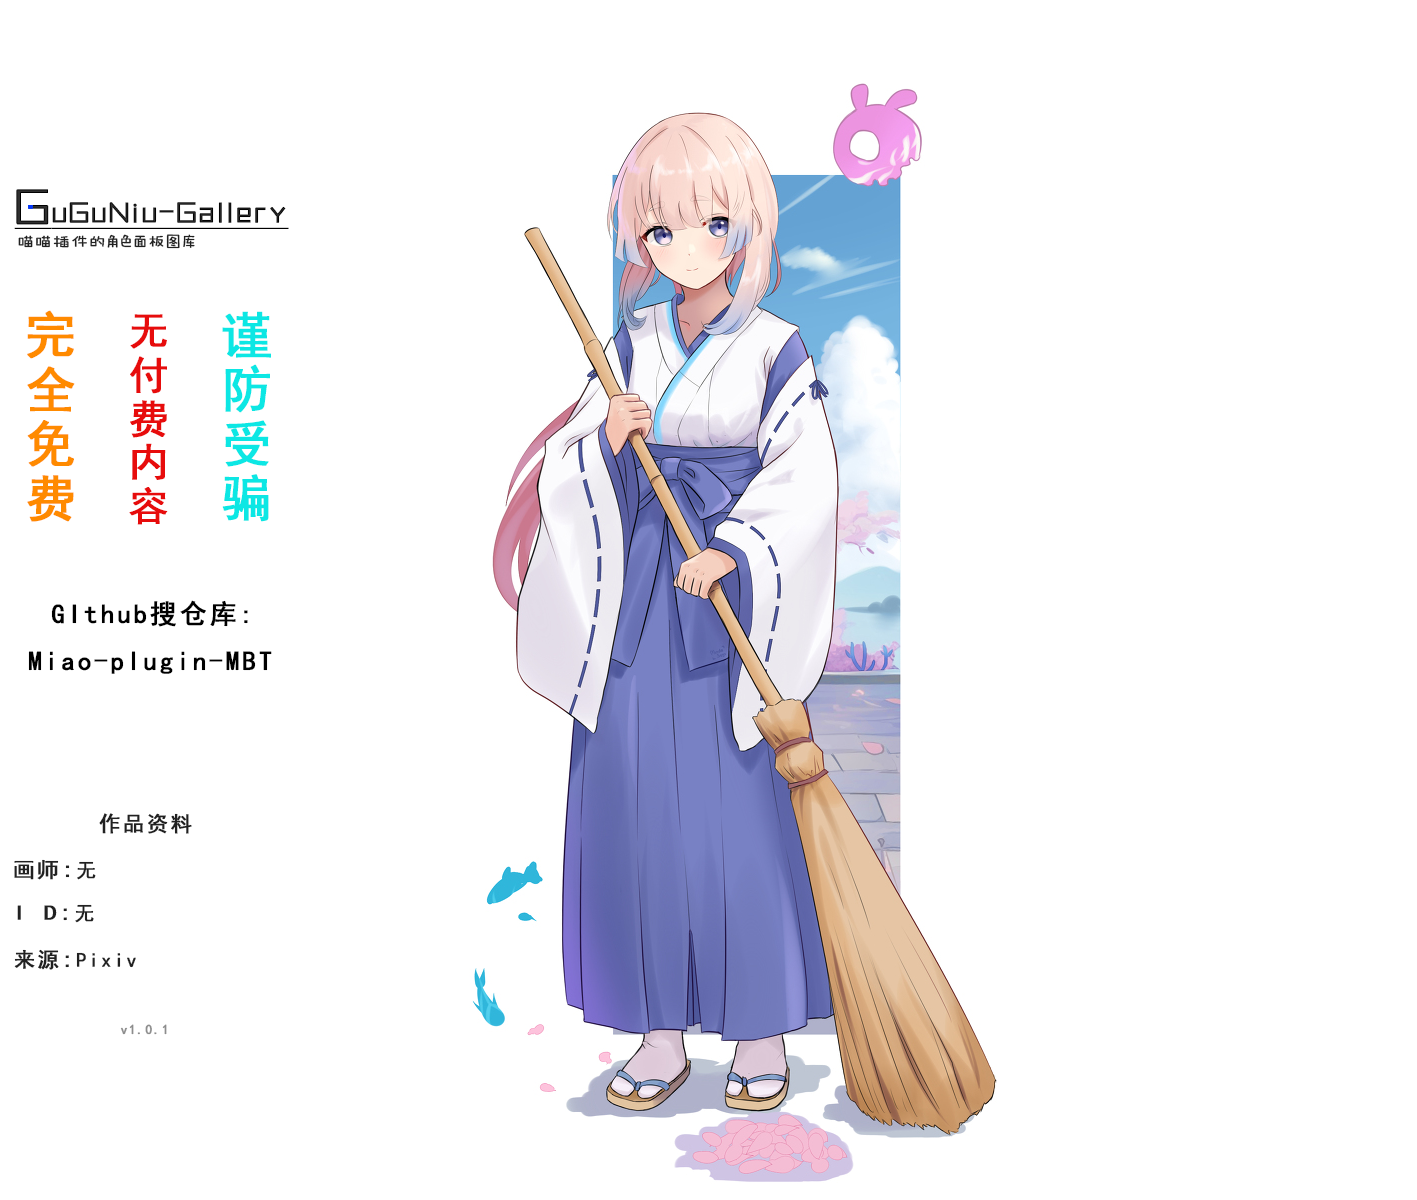 GuGuNiu-Gallery
喵喵插件的角色面板图库
完全免费
无付费内容
谨防受骗
GIthub搜仓库:
Miao-plugin-MBT
作品资料
画师:无
I D:无
来源:Pixiv
v1.0.1